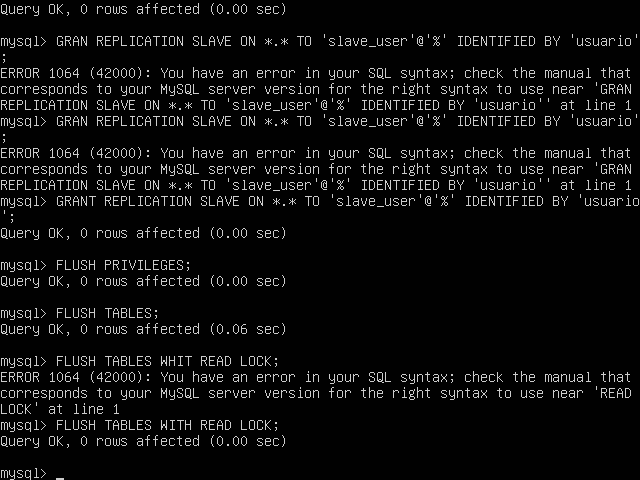 Query OK, 0 rows affected (0.00 sec)
mysql> GRAN REPLICATION SLAVE ON *.* TO 'slave_user'@'%' IDENTIFIED BY 'usuario'
;
ERROR 1064 (42000): You have an error in your SQL syntax; check the manual that
corresponds to your MySQL server version for the right syntax to use near 'GRAN
REPLICATION SLAVE ON *.* TO 'slave_user'@'%' IDENTIFIED BY 'usuario'' at line 1
mysql> GRAN REPLICATION SLAVE ON *.* TO 'slave_user'@'%' IDENTIFIED BY 'usuario'
;
ERROR 1064 (42000): You have an error in your SQL syntax; check the manual that
corresponds to your MySQL server version for the right syntax to use near 'GRAN
REPLICATION SLAVE ON *.* TO 'slave_user'@'%' IDENTIFIED BY 'usuario'' at line 1
mysql> GRANT REPLICATION SLAVE ON *.* TO 'slave_user'@'%' IDENTIFIED BY 'usuario
';
Query OK, 0 rows affected (0.00 sec)
mysql> FLUSH PRIVILEGES;
Query OK, 0 rows affected (0.00 sec)
mysql> FLUSH TABLES;
Query OK, 0 rows affected (0.06 sec)
mysql> FLUSH TABLES WHIT READ LOCK;
ERROR 1064 (42000): You have an error in your SQL syntax; check the manual that
corresponds to your MySQL server version for the right syntax to use near 'READ
LOCK' at line 1
mysql> FLUSH TABLES WITH READ LOCK;
Query OK, 0 rows affected (0.00 sec)
mysql> _